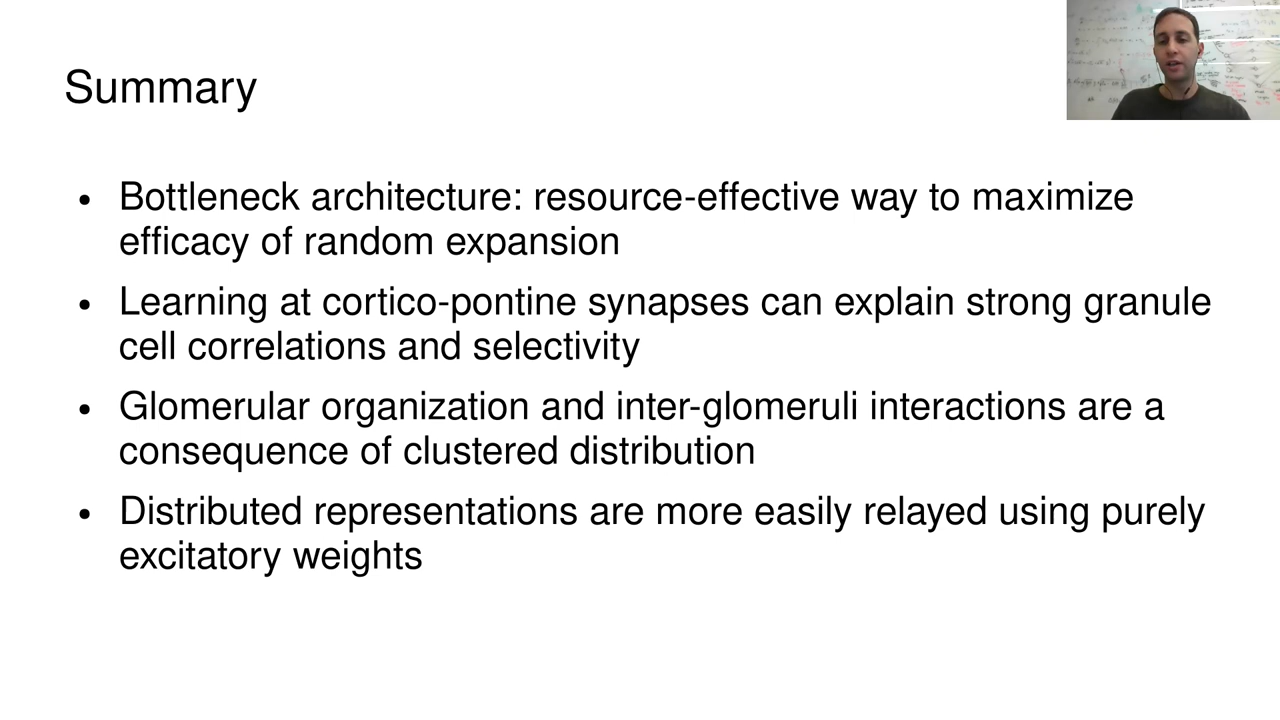 Summary
• Bottleneck architecture: resource-effective way to maximize
efficacy of random expansion
• Learning at cortico-pontine synapses can explain strong granule
cell correlations and selectivity
• Glomerular organization and inter-glomeruli interactions are a
consequence of clustered distribution
• Distributed representations are more easily relayed using purely
excitatory weights